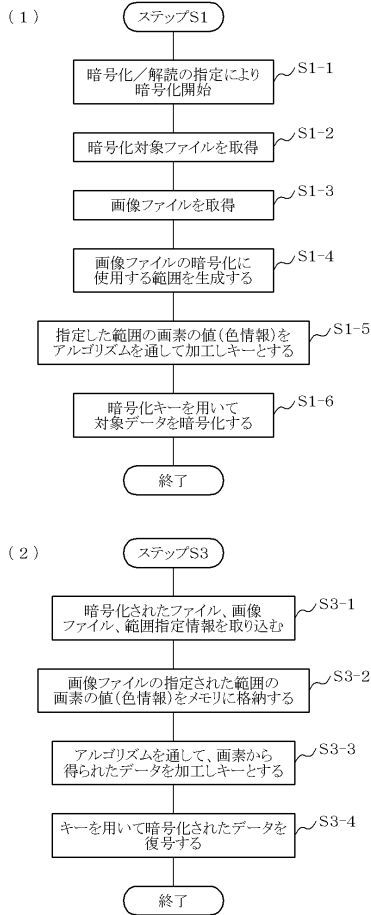 (1)
ステップS1
暗号化／解読の指定により
暗号化開始
S1-1
暗号化対象ファイルを取得
S1-2
画像ファイルを取得
S1-3
画像ファイルの暗号化に
使用する範囲を生成する
S1-4
指定した範囲の画素の値(色情報)を
アルゴリズムを通して加工しキーとする
S1-5
暗号化キーを用いて
対象データを暗号化する
S1-6
終了
(2)
ステップS3
暗号化されたファイル、画像
ファイル、範囲指定情報を取り込む
S3-1
画像ファイルの指定された範囲の
画素の値(色情報)をメモリに格納する
S3-2
アルゴリズムを通して、画素から
得られたデータを加工しキーとする
S3-3
キーを用いて暗号化されたデータを
復号する
S3-4
終了